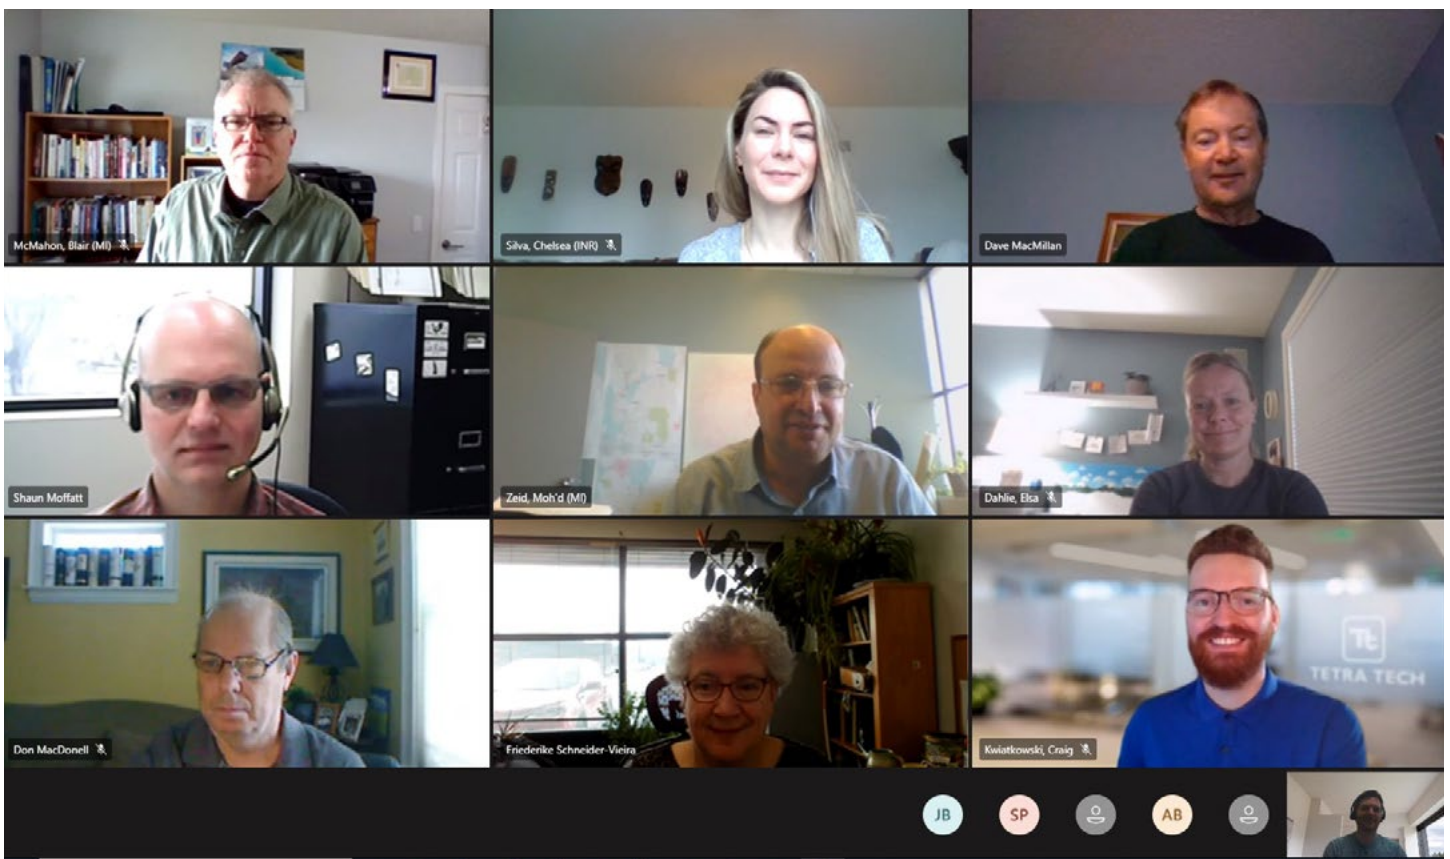 McMahon, Blair (MI)
Silva, Chelsea (INR)
Dave MacMillan
Shaun Moffatt
Zeid, Moh'd (MI)
Dahlie, Elsa
Tt
TETRA TECH
Don MacDonell
Friederike Schneider-Vieira
Kwiatkowski, Craig
JB
SP
AB